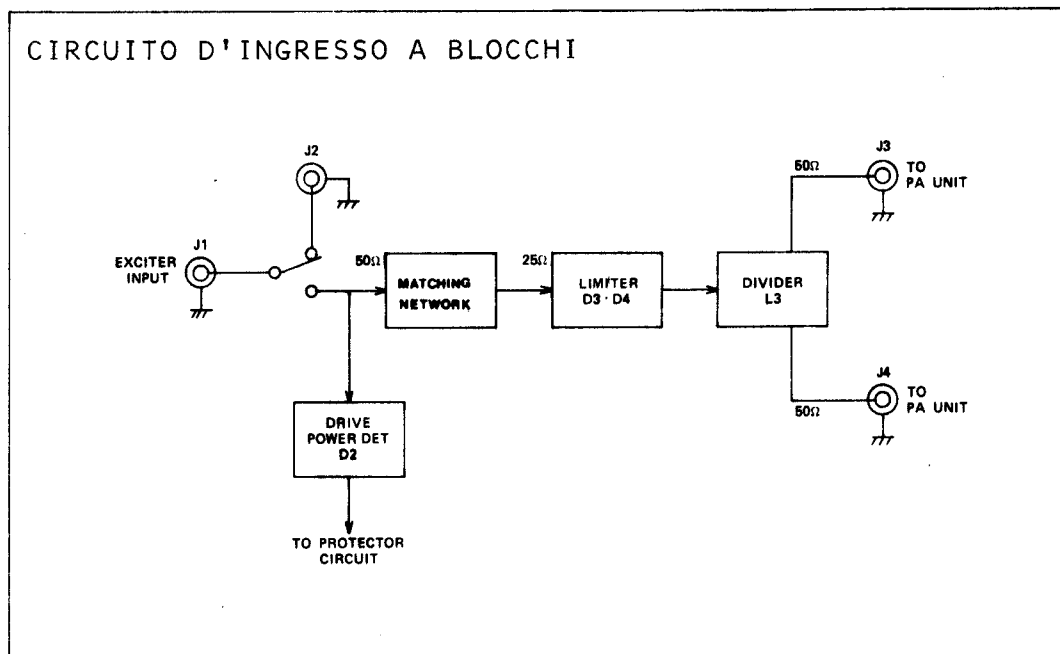 CIRCUITO D'INGRESSO A BLOCCHI
J2
J1
EXCITER
INPUT
50Ω
MATCHING
NETWORK
25Ω
LIMITER
D3·D4
DIVIDER
L3
50Ω
J3
TO
PA UNIT
50Ω
J4
TO
PA UNIT
DRIVE
POWER DET
D2
TO PROTECTOR
CIRCUIT